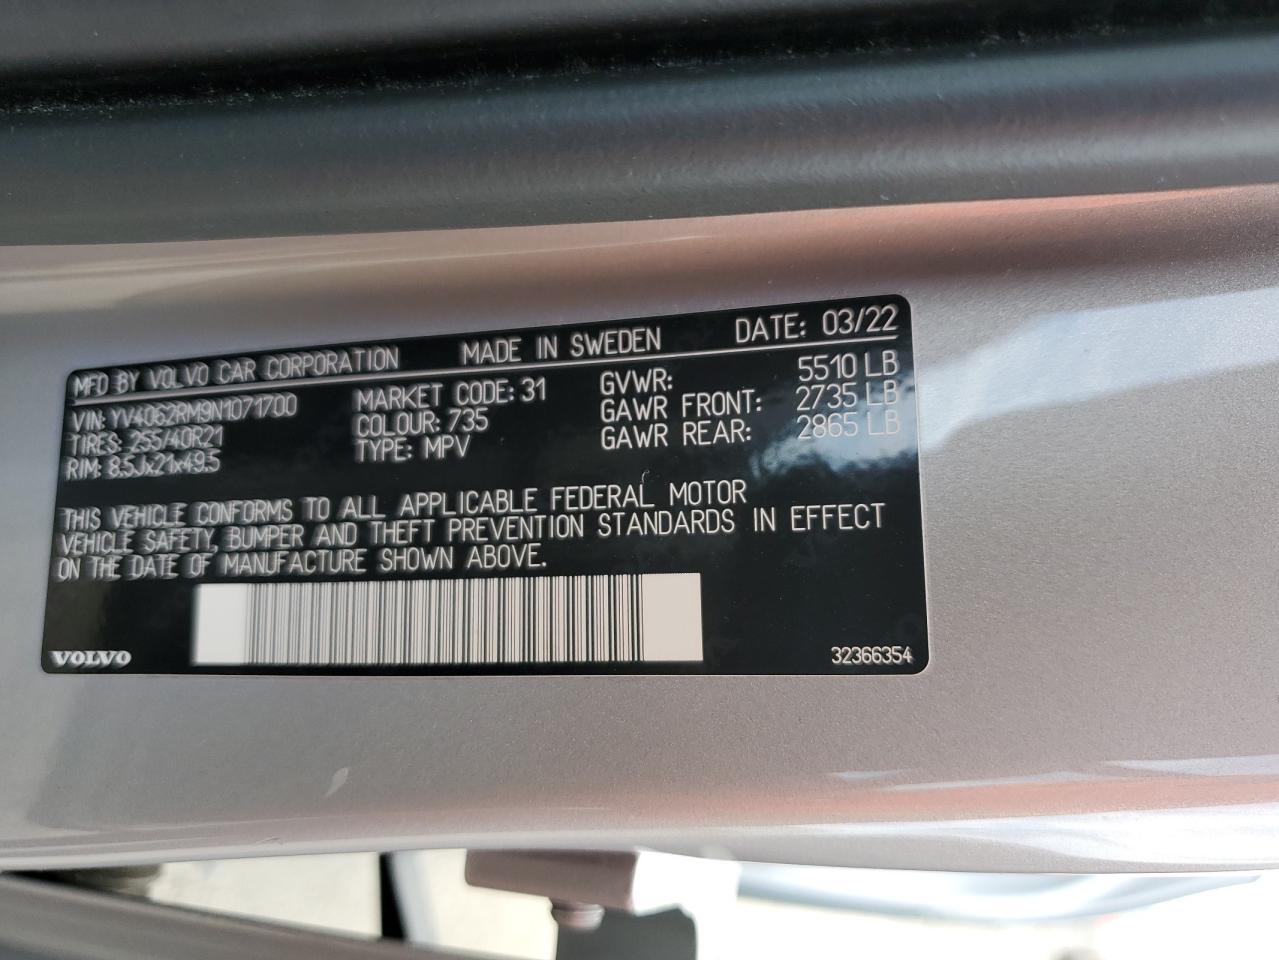 MFD BY VOLVO CAR CORPORATION MADE IN SWEDEN DATE: 03/22
VIN: YV4062RM9N1071700 MARKET CODE: 31 GVWR: 5510 LB
TIRES: 255/40R21 COLOUR: 735 GAWR FRONT: 2735 LB
RIM: 8.5Jx21x49.5 TYPE: MPV GAWR REAR: 2865 LB
THIS VEHICLE CONFORMS TO ALL APPLICABLE FEDERAL MOTOR
VEHICLE SAFETY, BUMPER AND THEFT PREVENTION STANDARDS IN EFFECT
ON THE DATE OF MANUFACTURE SHOWN ABOVE.
VOLVO 32366354